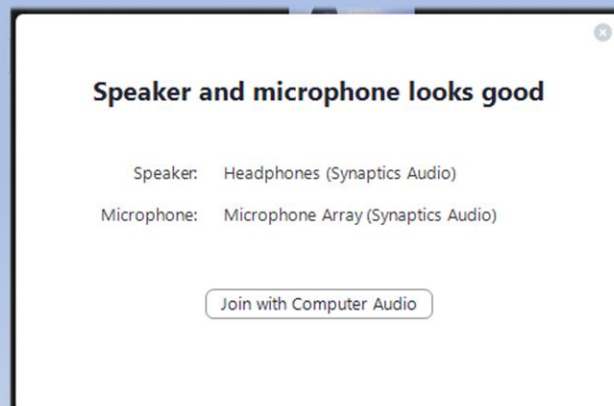 Speaker and microphone looks good
Speaker: Headphones (Synaptics Audio)
Microphone: Microphone Array (Synaptics Audio)
Join with Computer Audio